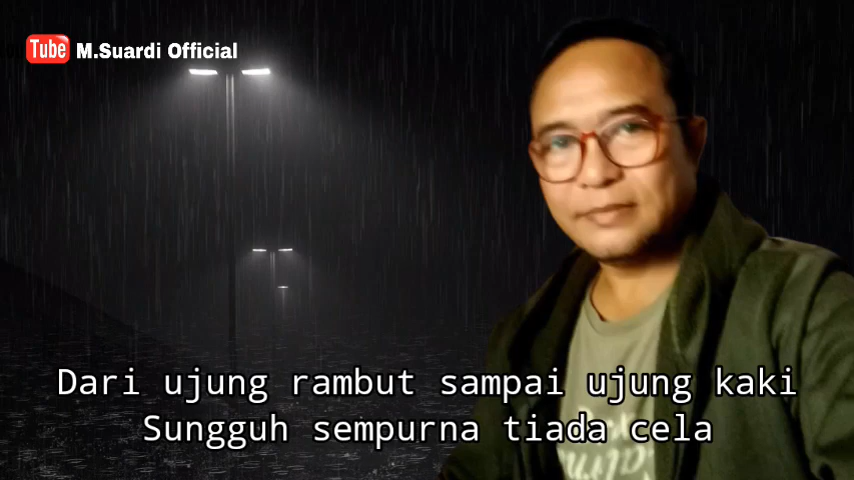 Tube M.Suardi Official
Dari ujung rambut sampai ujung kaki
Sungguh sempurna tiada cela